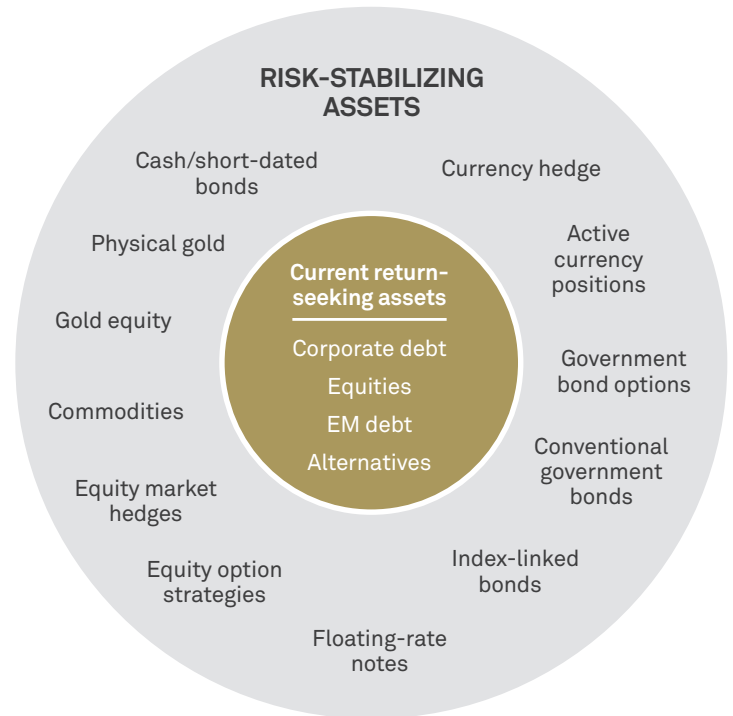 RISK-STABILIZING
ASSETS
Cash/short-dated
bonds
Currency hedge
Physical gold
Active
currency
positions
Gold equity
Government
bond options
Commodities
Conventional
government
bonds
Equity market
hedges
Index-linked
bonds
Equity option
strategies
Floating-rate
notes
Current return-
seeking assets
Corporate debt
Equities
EM debt
Alternatives